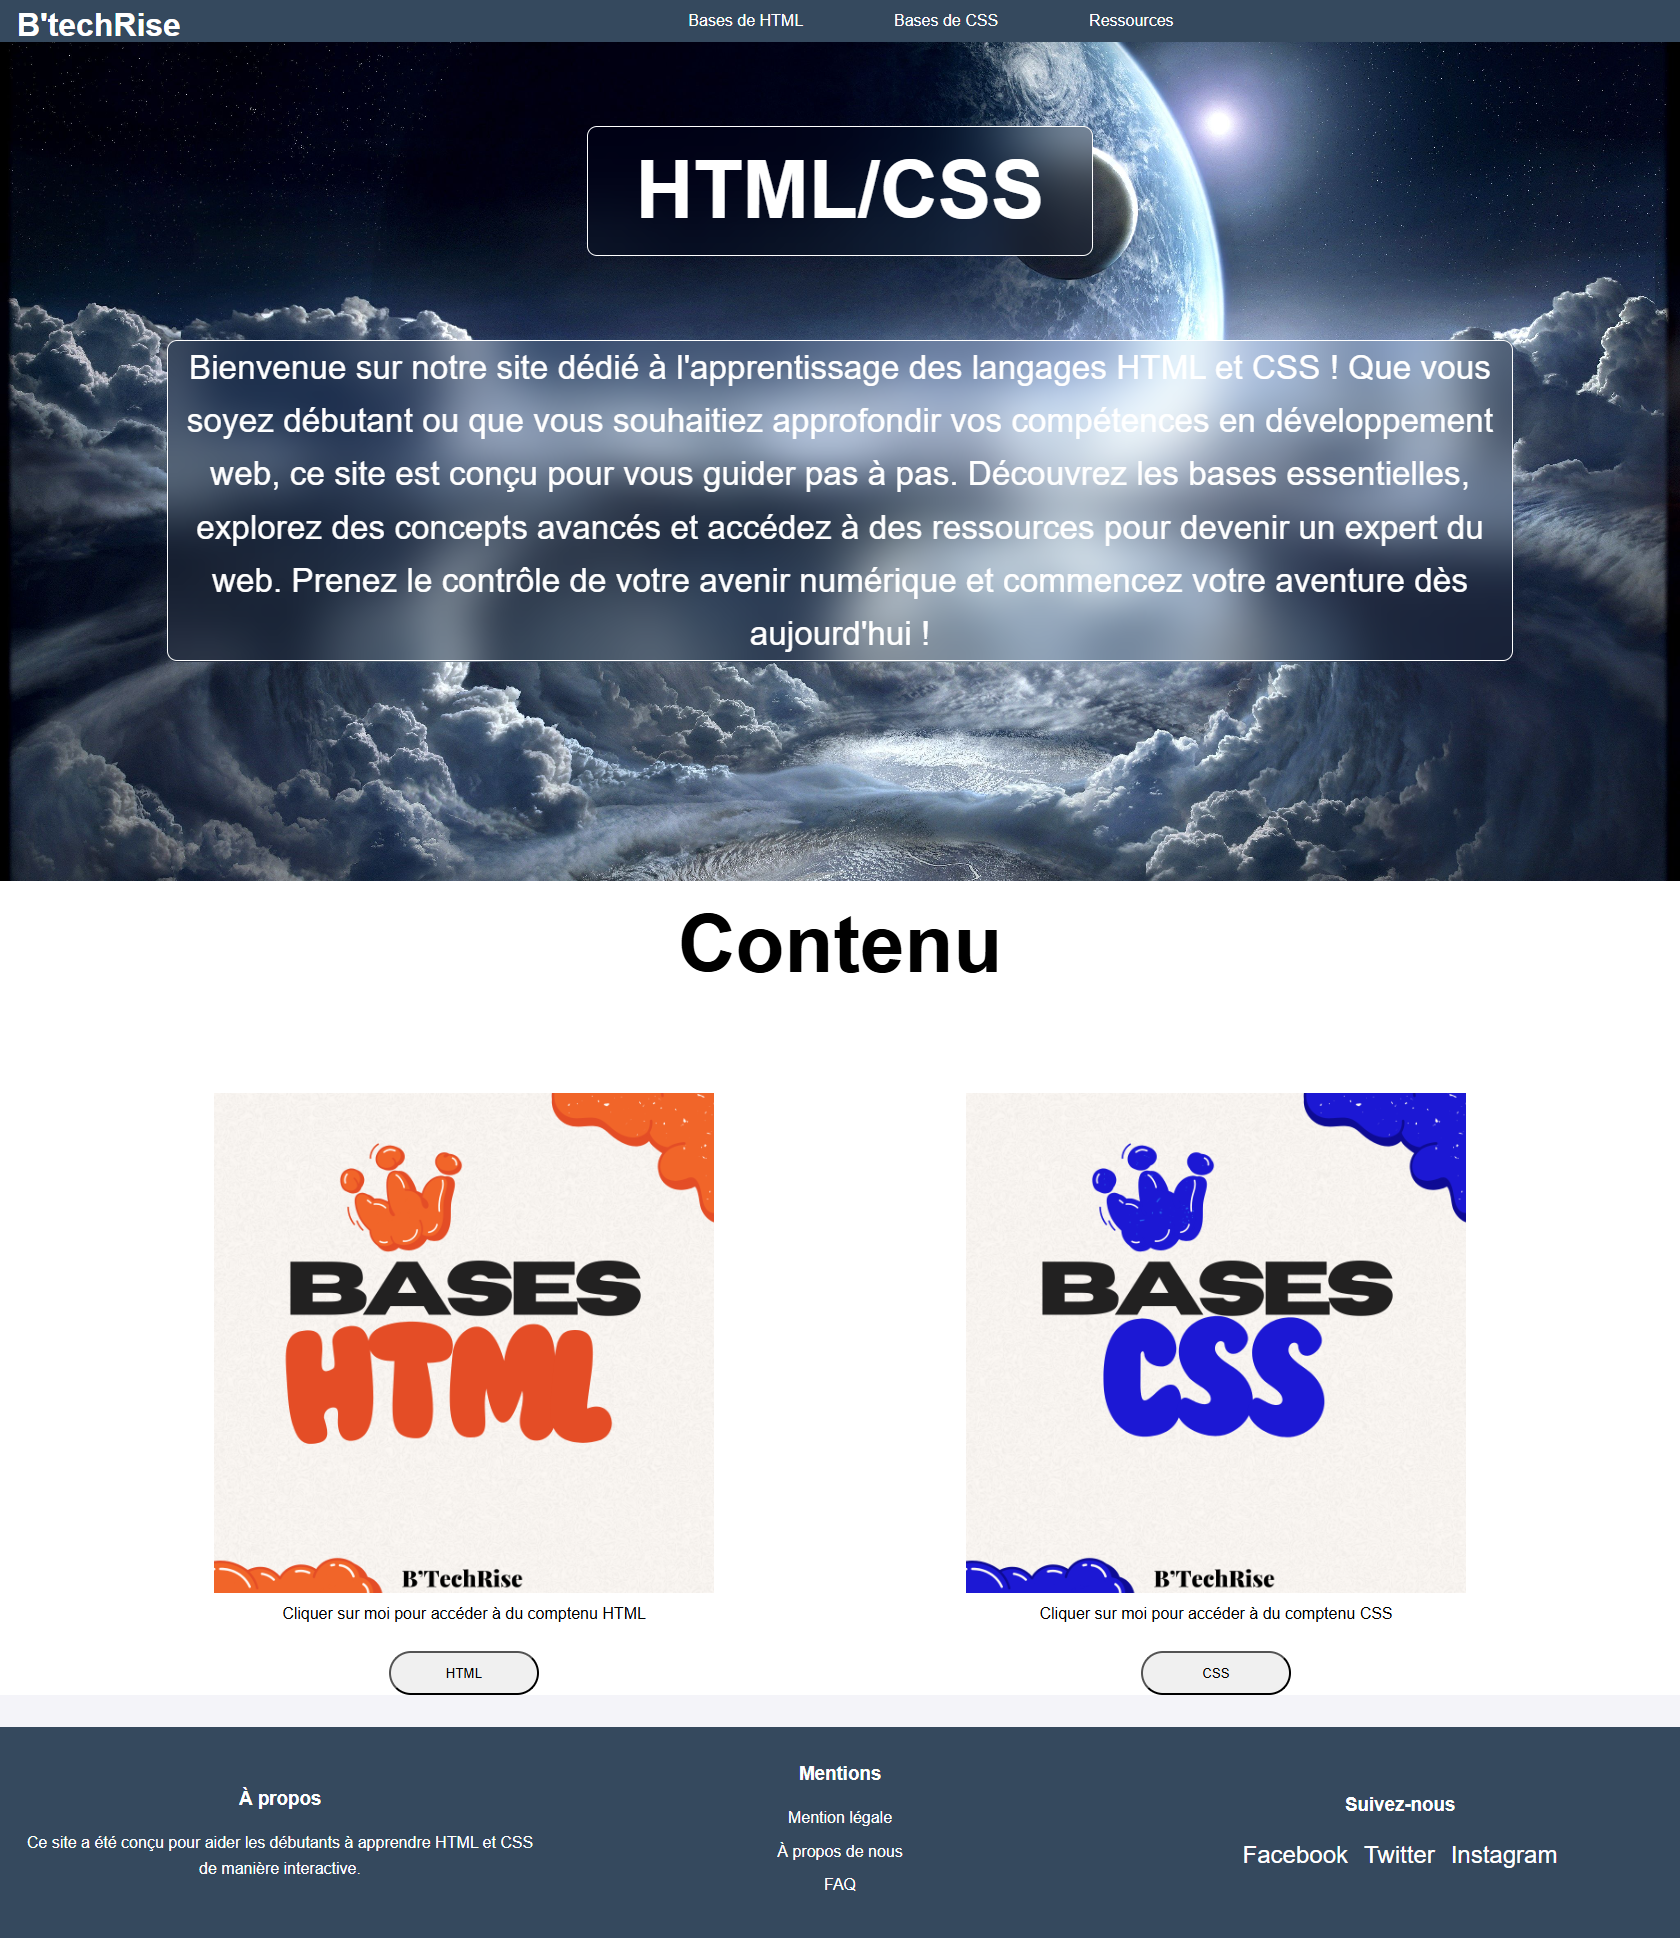 B'techRise
Bases de HTML
Bases de CSS
Ressources
HTML/CSS
Bienvenue sur notre site dédié à l'apprentissage des langages HTML et CSS ! Que vous
soyez débutant ou que vous souhaitiez approfondir vos compétences en développement
web, ce site est conçu pour vous guider pas à pas. Découvrez les bases essentielles,
explorez des concepts avancés et accédez à des ressources pour devenir un expert du
web. Prenez le contrôle de votre avenir numérique et commencez votre aventure dès
aujourd'hui !
Contenu
BASES
HTML
B'TechRise
Cliquer sur moi pour accéder à du comptenu HTML
HTML
BASES
CSS
B'TechRise
Cliquer sur moi pour accéder à du comptenu CSS
CSS
À propos
Ce site a été conçu pour aider les débutants à apprendre HTML et CSS
de manière interactive.
Mentions
Mention légale
À propos de nous
FAQ
Suivez-nous
Facebook Twitter Instagram